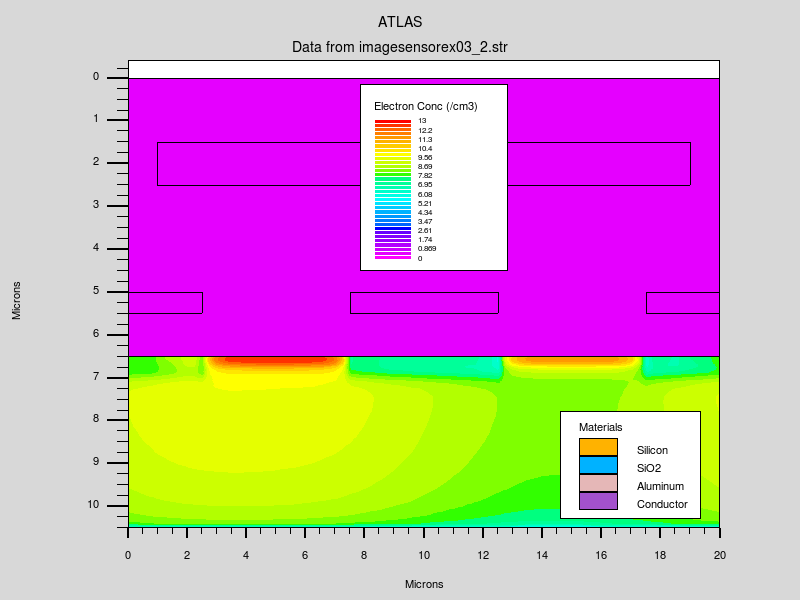 ATLAS
Data from imagesensorex03_2.str
Electron Conc (/cm3)
13
12.2
11.3
10.4
9.56
8.69
7.82
6.95
6.08
5.21
4.34
3.47
2.61
1.74
0.869
0
0
1
2
3
4
5
6
7
8
9
10
Microns
Materials
Silicon
SiO2
Aluminum
Conductor
0 2 4 6 8 10 12 14 16 18 20
Microns